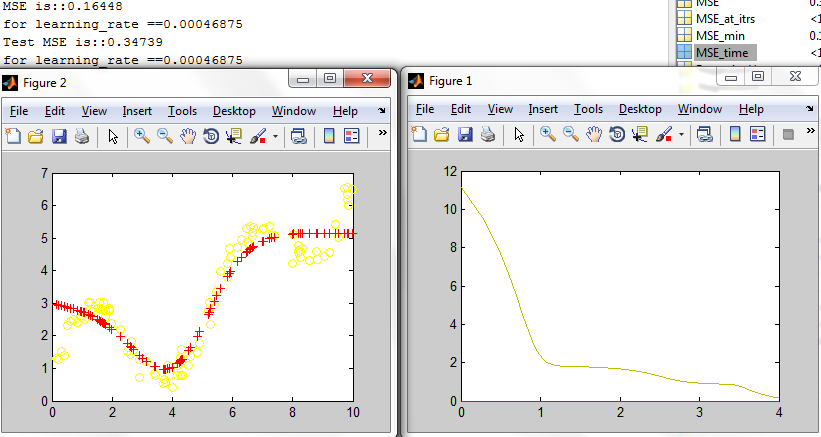 MSE is::0.16448
for learning_rate ==0.00046875
Test MSE is::0.34739
for learning_rate ==0.00046875
MSE
MSE_at_itrs
MSE_min
MSE_time
Figure 2
File Edit View Insert Tools Desktop Window Help
7
6
5
4
3
2
1
0
0 2 4 6 8 10
Figure 1
File Edit View Insert Tools Desktop Window Help
12
10
8
6
4
2
0
0 1 2 3 4